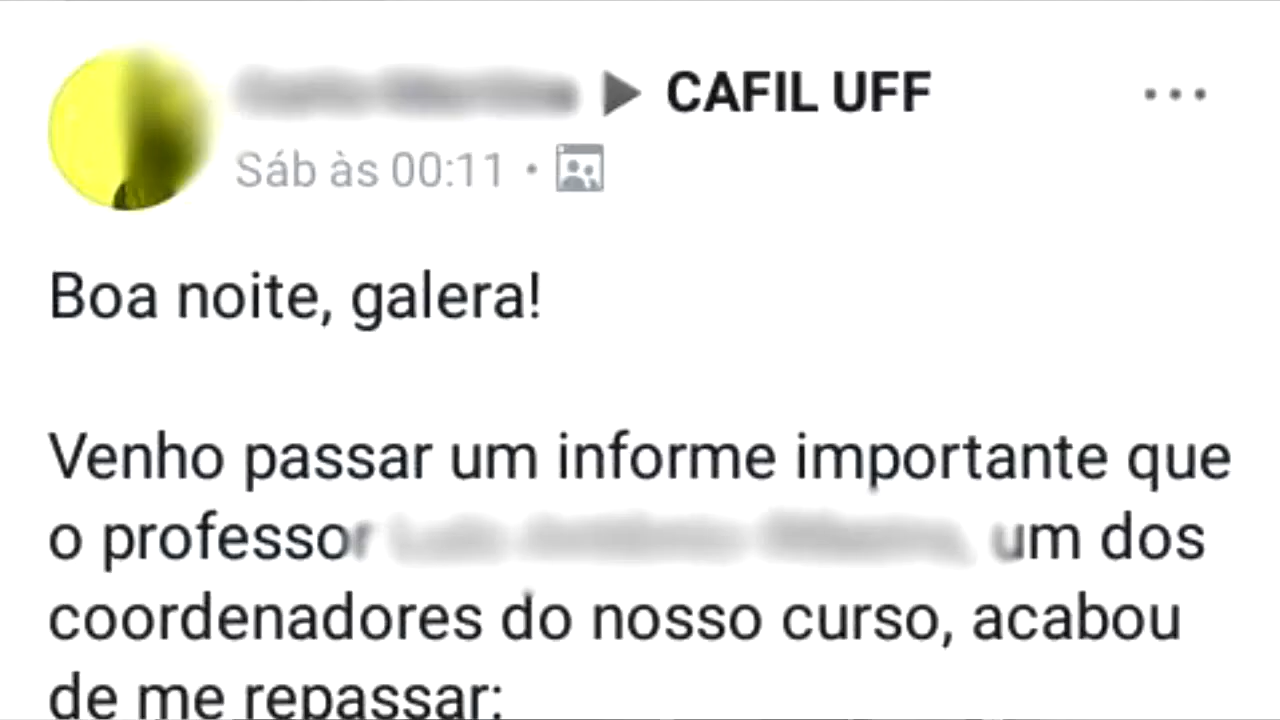 CAFIL UFF
Sáb às 00:11 ·
Boa noite, galera!
Venho passar um informe importante que
o professor um dos
coordenadores do nosso curso, acabou
de me repassar: